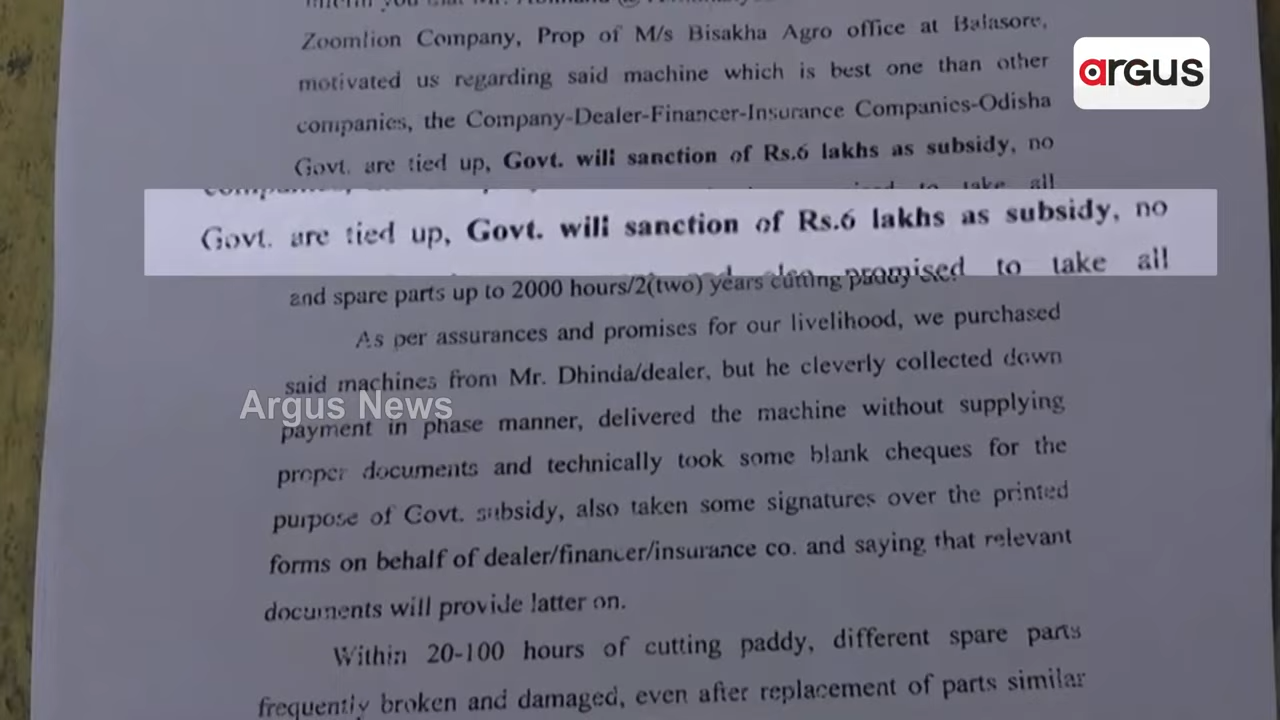 Zoomlion Company, Prop of M/s Bisakha Agro office at Balasore,
motivated us regarding said machine which is best one than other
companies, the Company-Dealer-Financer-Insurance Companies-Odisha
Govt. are tied up, Govt. will sanction of Rs.6 lakhs as subsidy, no
argus
take all
Govt. are tied up, Govt. will sanction of Rs.6 lakhs as subsidy, no
also promised to take all
and spare parts up to 2000 hours/2(two) years cutting paddy etc.
As per assurances and promises for our livelihood, we purchased
said machines from Mr. Dhinda/dealer, but he cleverly collected down
Argus News
payment in phase manner, delivered the machine without supplying
proper documents and technically took some blank cheques for the
purpose of Govt. subsidy, also taken some signatures over the printed
forms on behalf of dealer/financer/insurance co. and saying that relevant
documents will provide latter on.
Within 20-100 hours of cutting paddy, different spare parts
frequently broken and damaged, even after replacement of parts similar